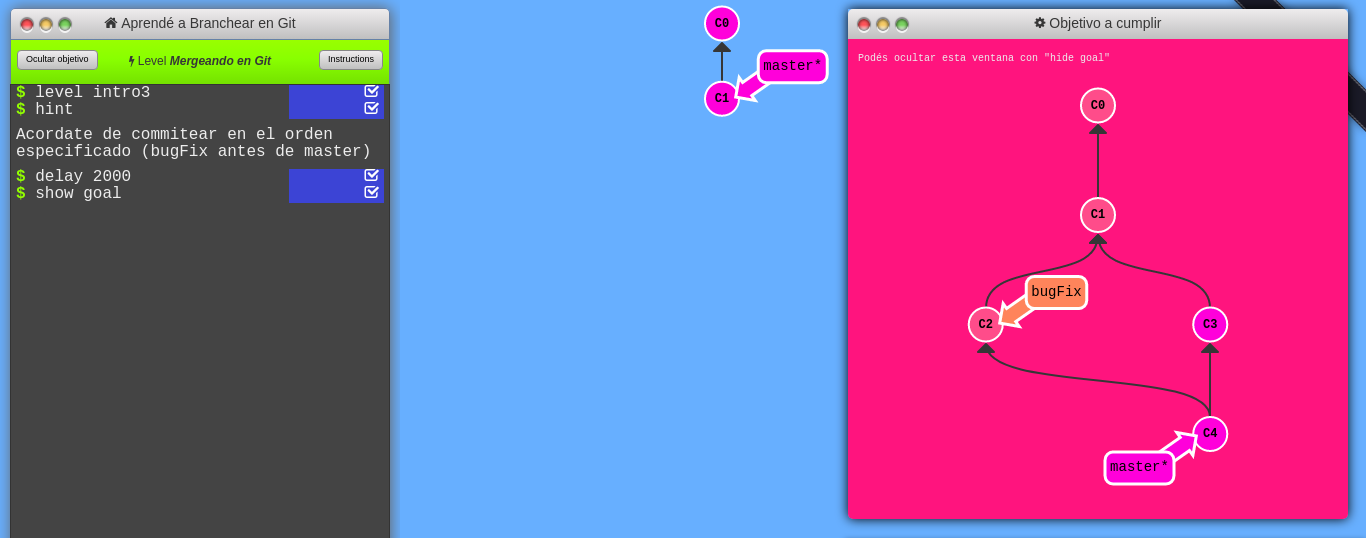 Aprendé a Branchear en Git
Ocultar objetivo
Level Mergeando en Git
Instructions
$ level intro3
$ hint
Acordate de commitear en el orden
especificado (bugFix antes de master)
$ delay 2000
$ show goal
C0
master*
C1
Objetivo a cumplir
Podés ocultar esta ventana con "hide goal"
C0
C1
bugFix
C2
C3
C4
master*